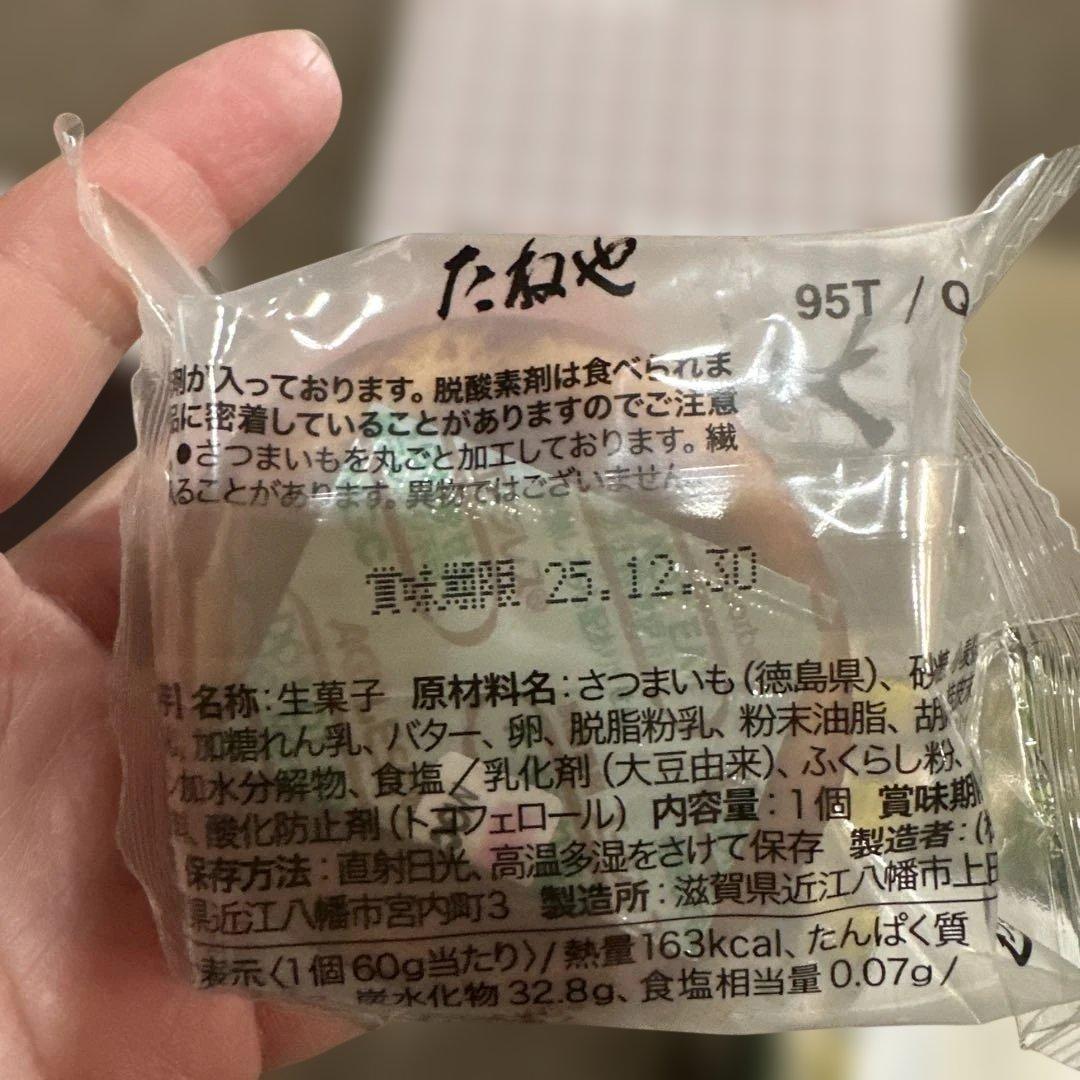 たねや
95T / Q
剤が入っております。脱酸素剤は食べられま
品に密着していることがありますのでご注意
●さつまいもを丸ごと加工しております。繊
ることがあります。異物ではございません
賞味期限 25.12.30
名称:生菓子 原材料名:さつまいも(徳島県)、砂糖
、加糖れん乳、バター、卵、脱脂粉乳、粉末油脂、
加水分解物、食塩/乳化剤(大豆由来)、ふくらし粉、
、酸化防止剤(トコフェロール) 内容量:1個 賞味期
保存方法:直射日光、高温多湿をさけて保存 製造者:(
県近江八幡市宮内町3 製造所:滋賀県近江八幡市上田
表示〈1個60g当たり〉/熱量163kcal、たんぱく質
炭水化物32.8g、食塩相当量0.07g/